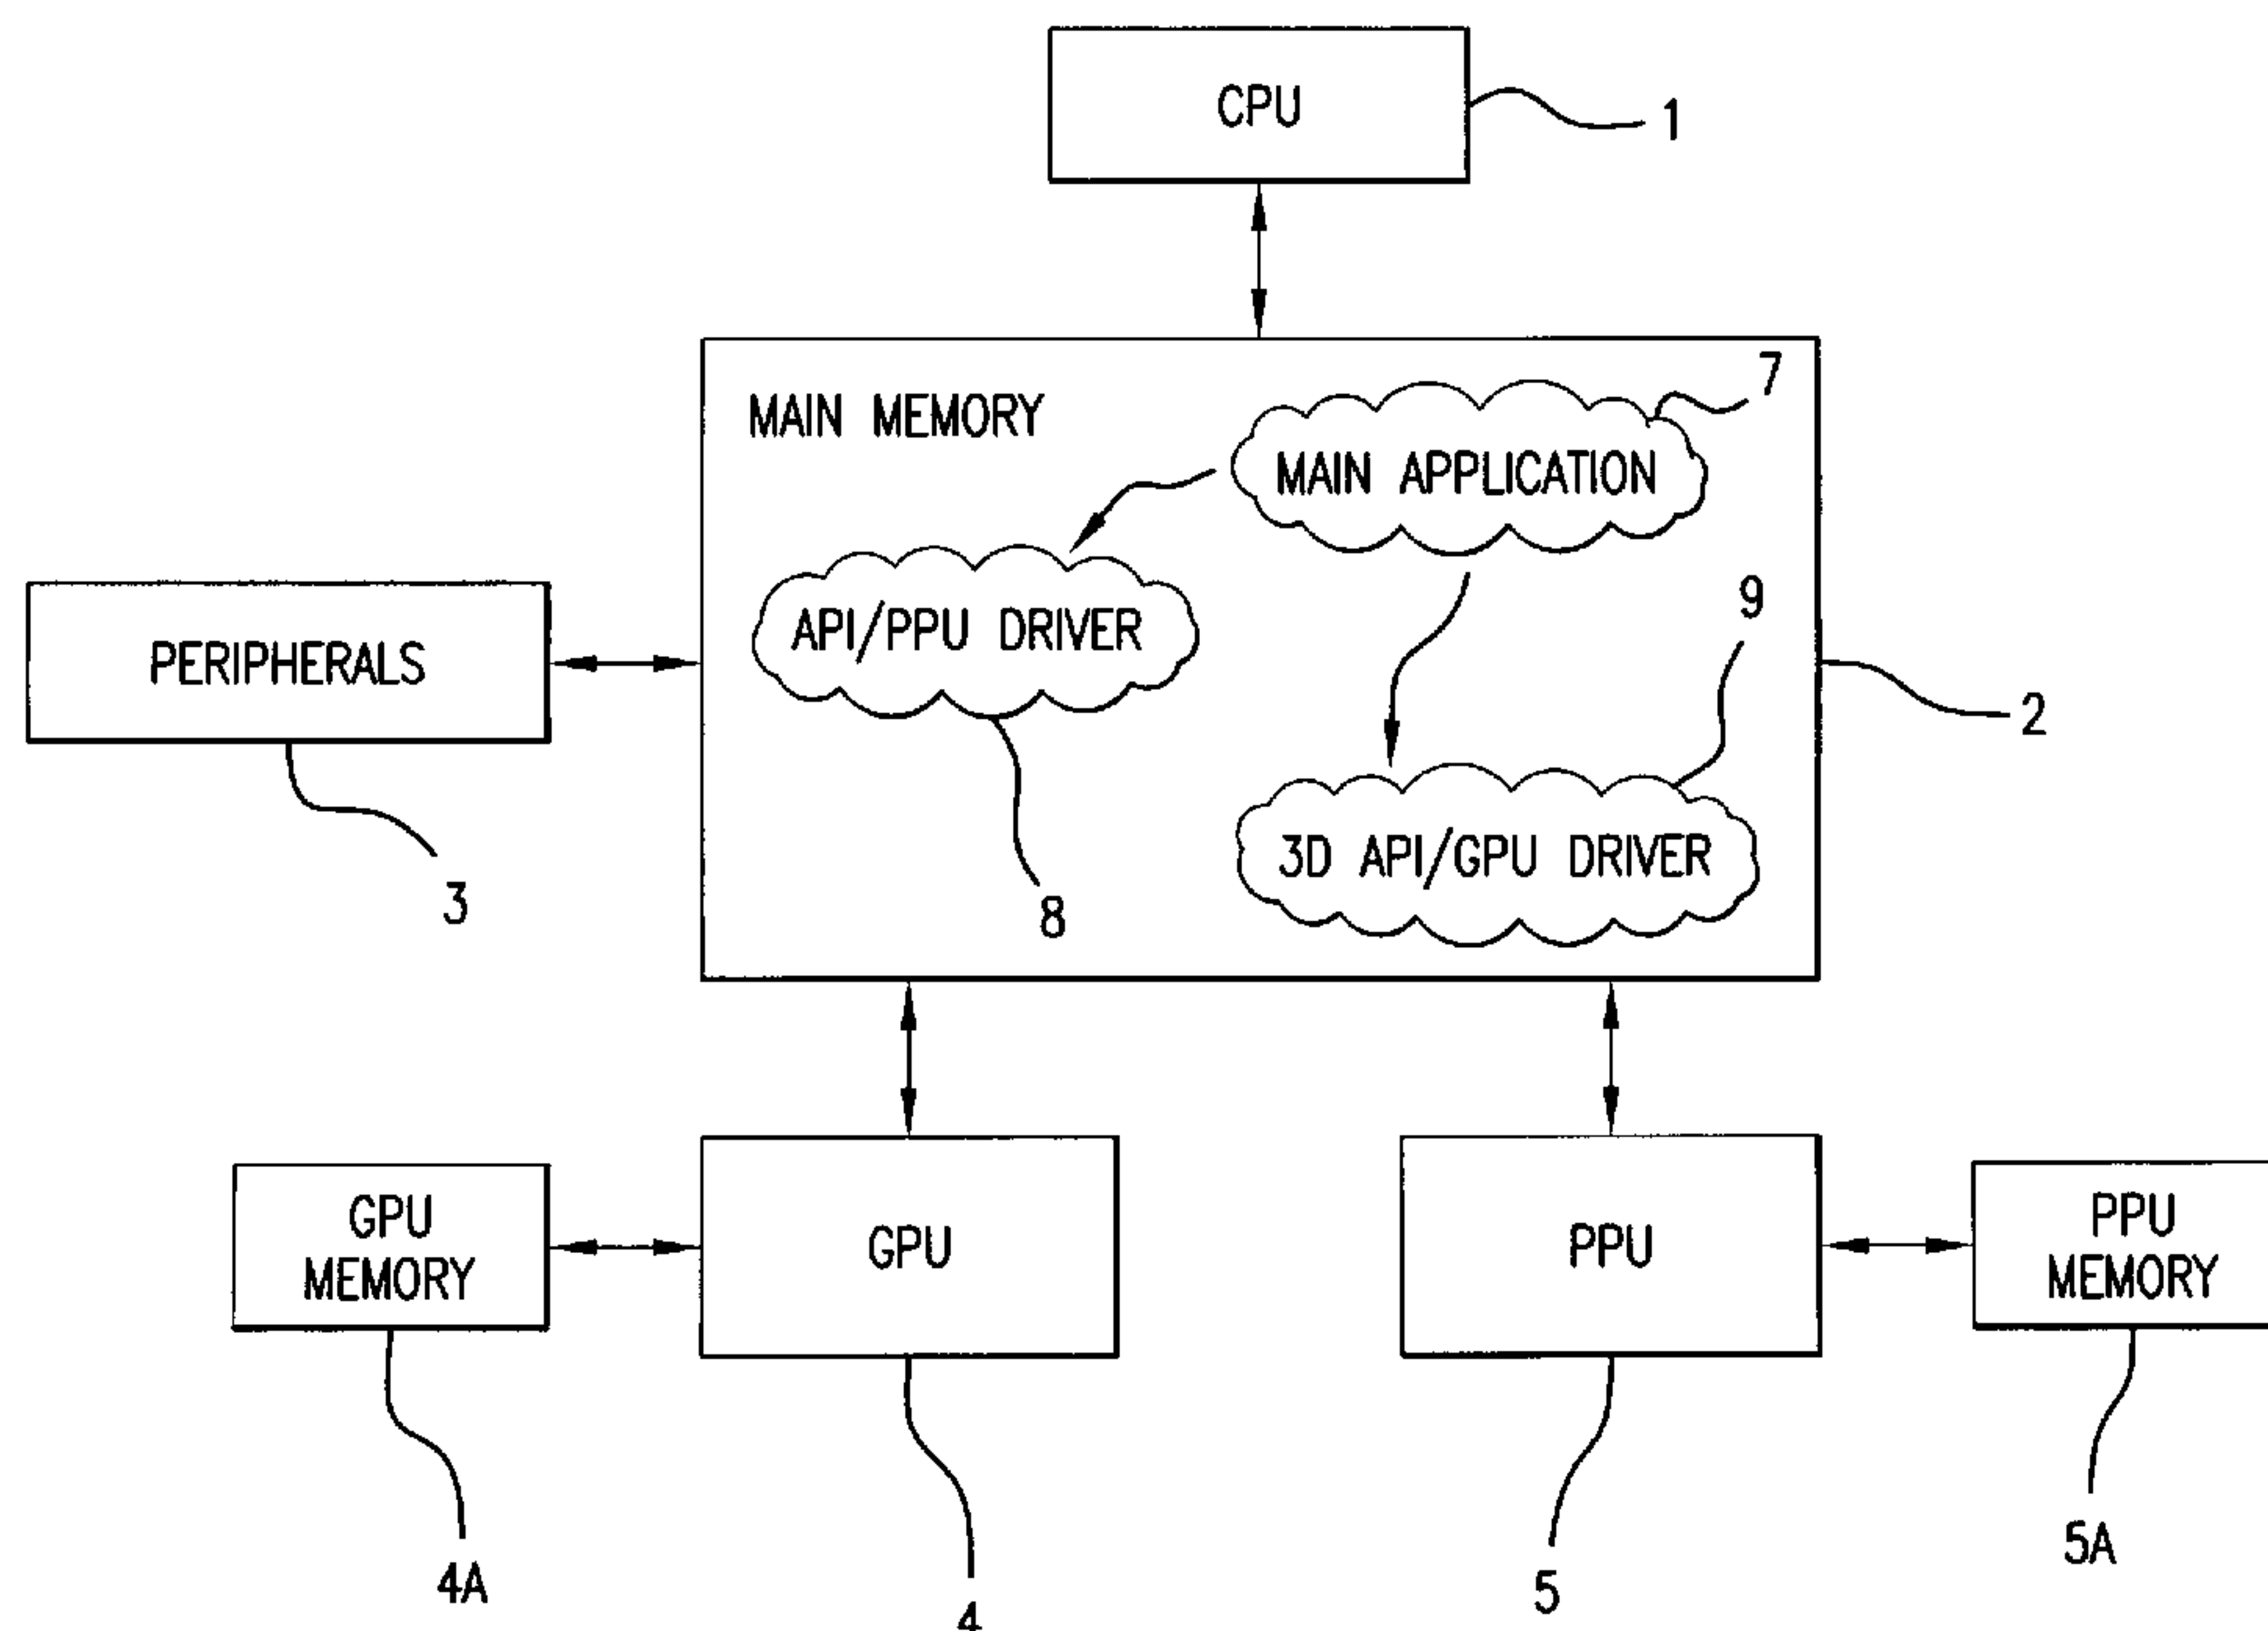 CPU
1
MAIN MEMORY
7
MAIN APPLICATION
API/PPU DRIVER
9
PERIPHERALS
2
3D API/GPU DRIVER
3
8
GPU
MEMORY
GPU
PPU
PPU
MEMORY
4A
4
5
5A